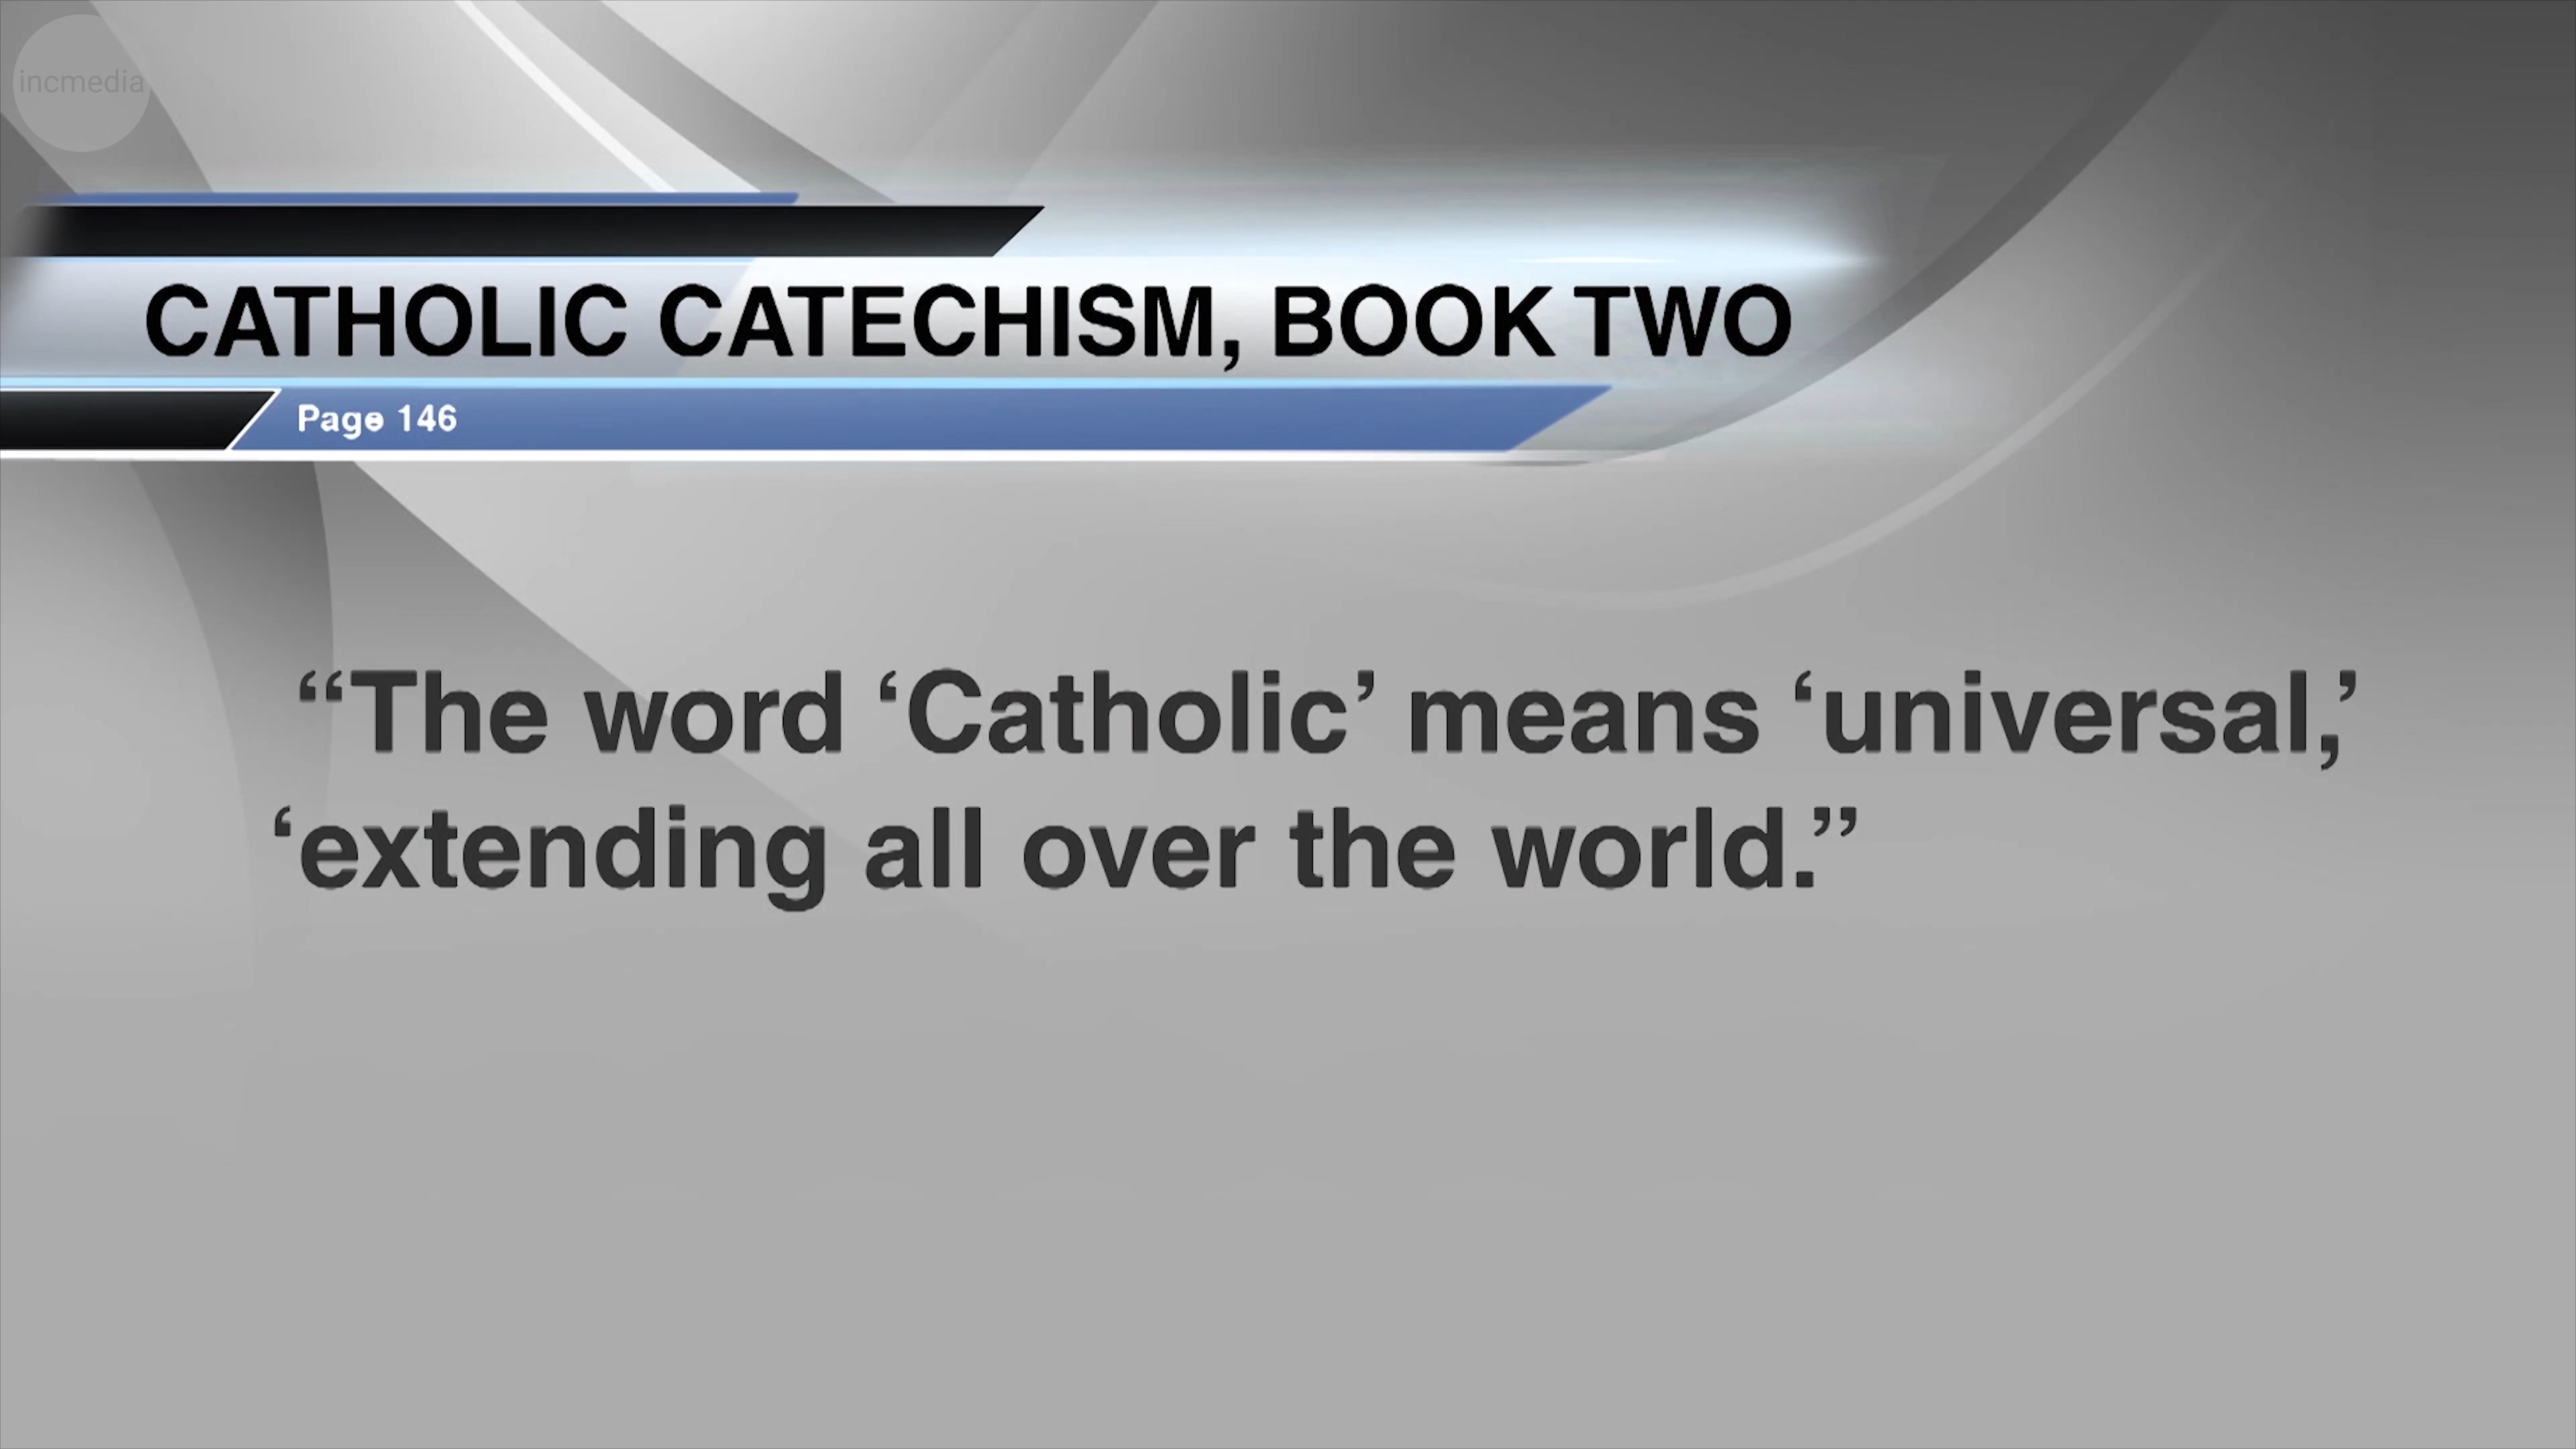 incmedia
CATHOLIC CATECHISM, BOOK TWO
Page 146
“The word ‘Catholic’ means ‘universal,’
‘extending all over the world.”